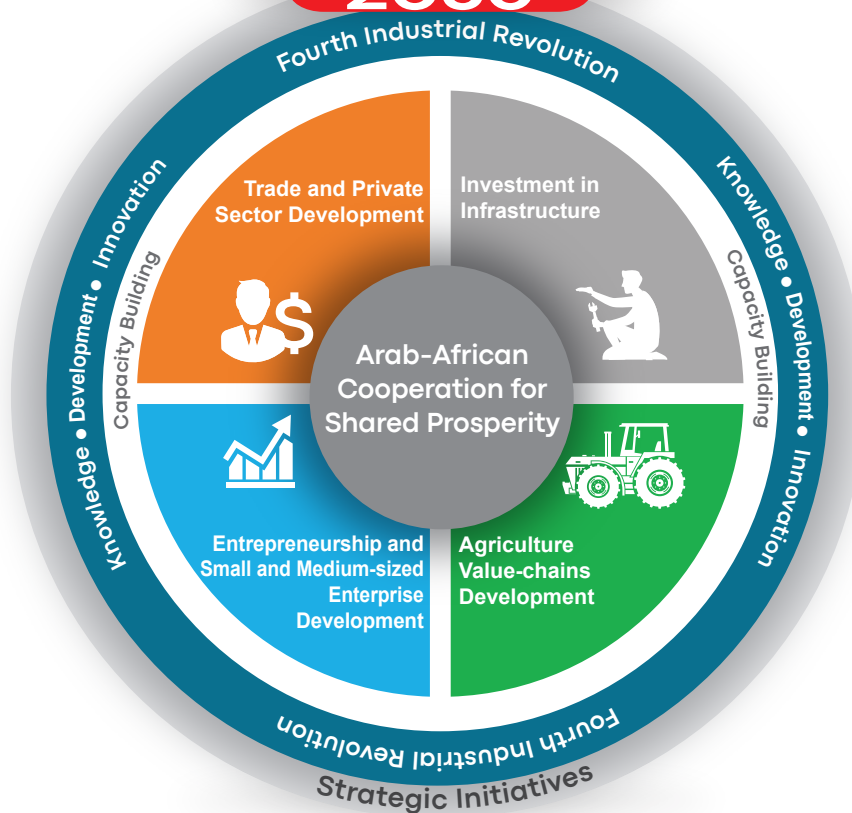 Fourth Industrial Revolution
Knowledge • Development • Innovation
Knowledge • Development • Innovation
Capacity Building
Capacity Building
Trade and Private
Sector Development
Investment in
Infrastructure
$
Arab-African
Cooperation for
Shared Prosperity
Entrepreneurship and
Small and Medium-sized
Enterprise
Development
Agriculture
Value-chains
Development
Fourth Industrial Revolution
Strategic Initiatives